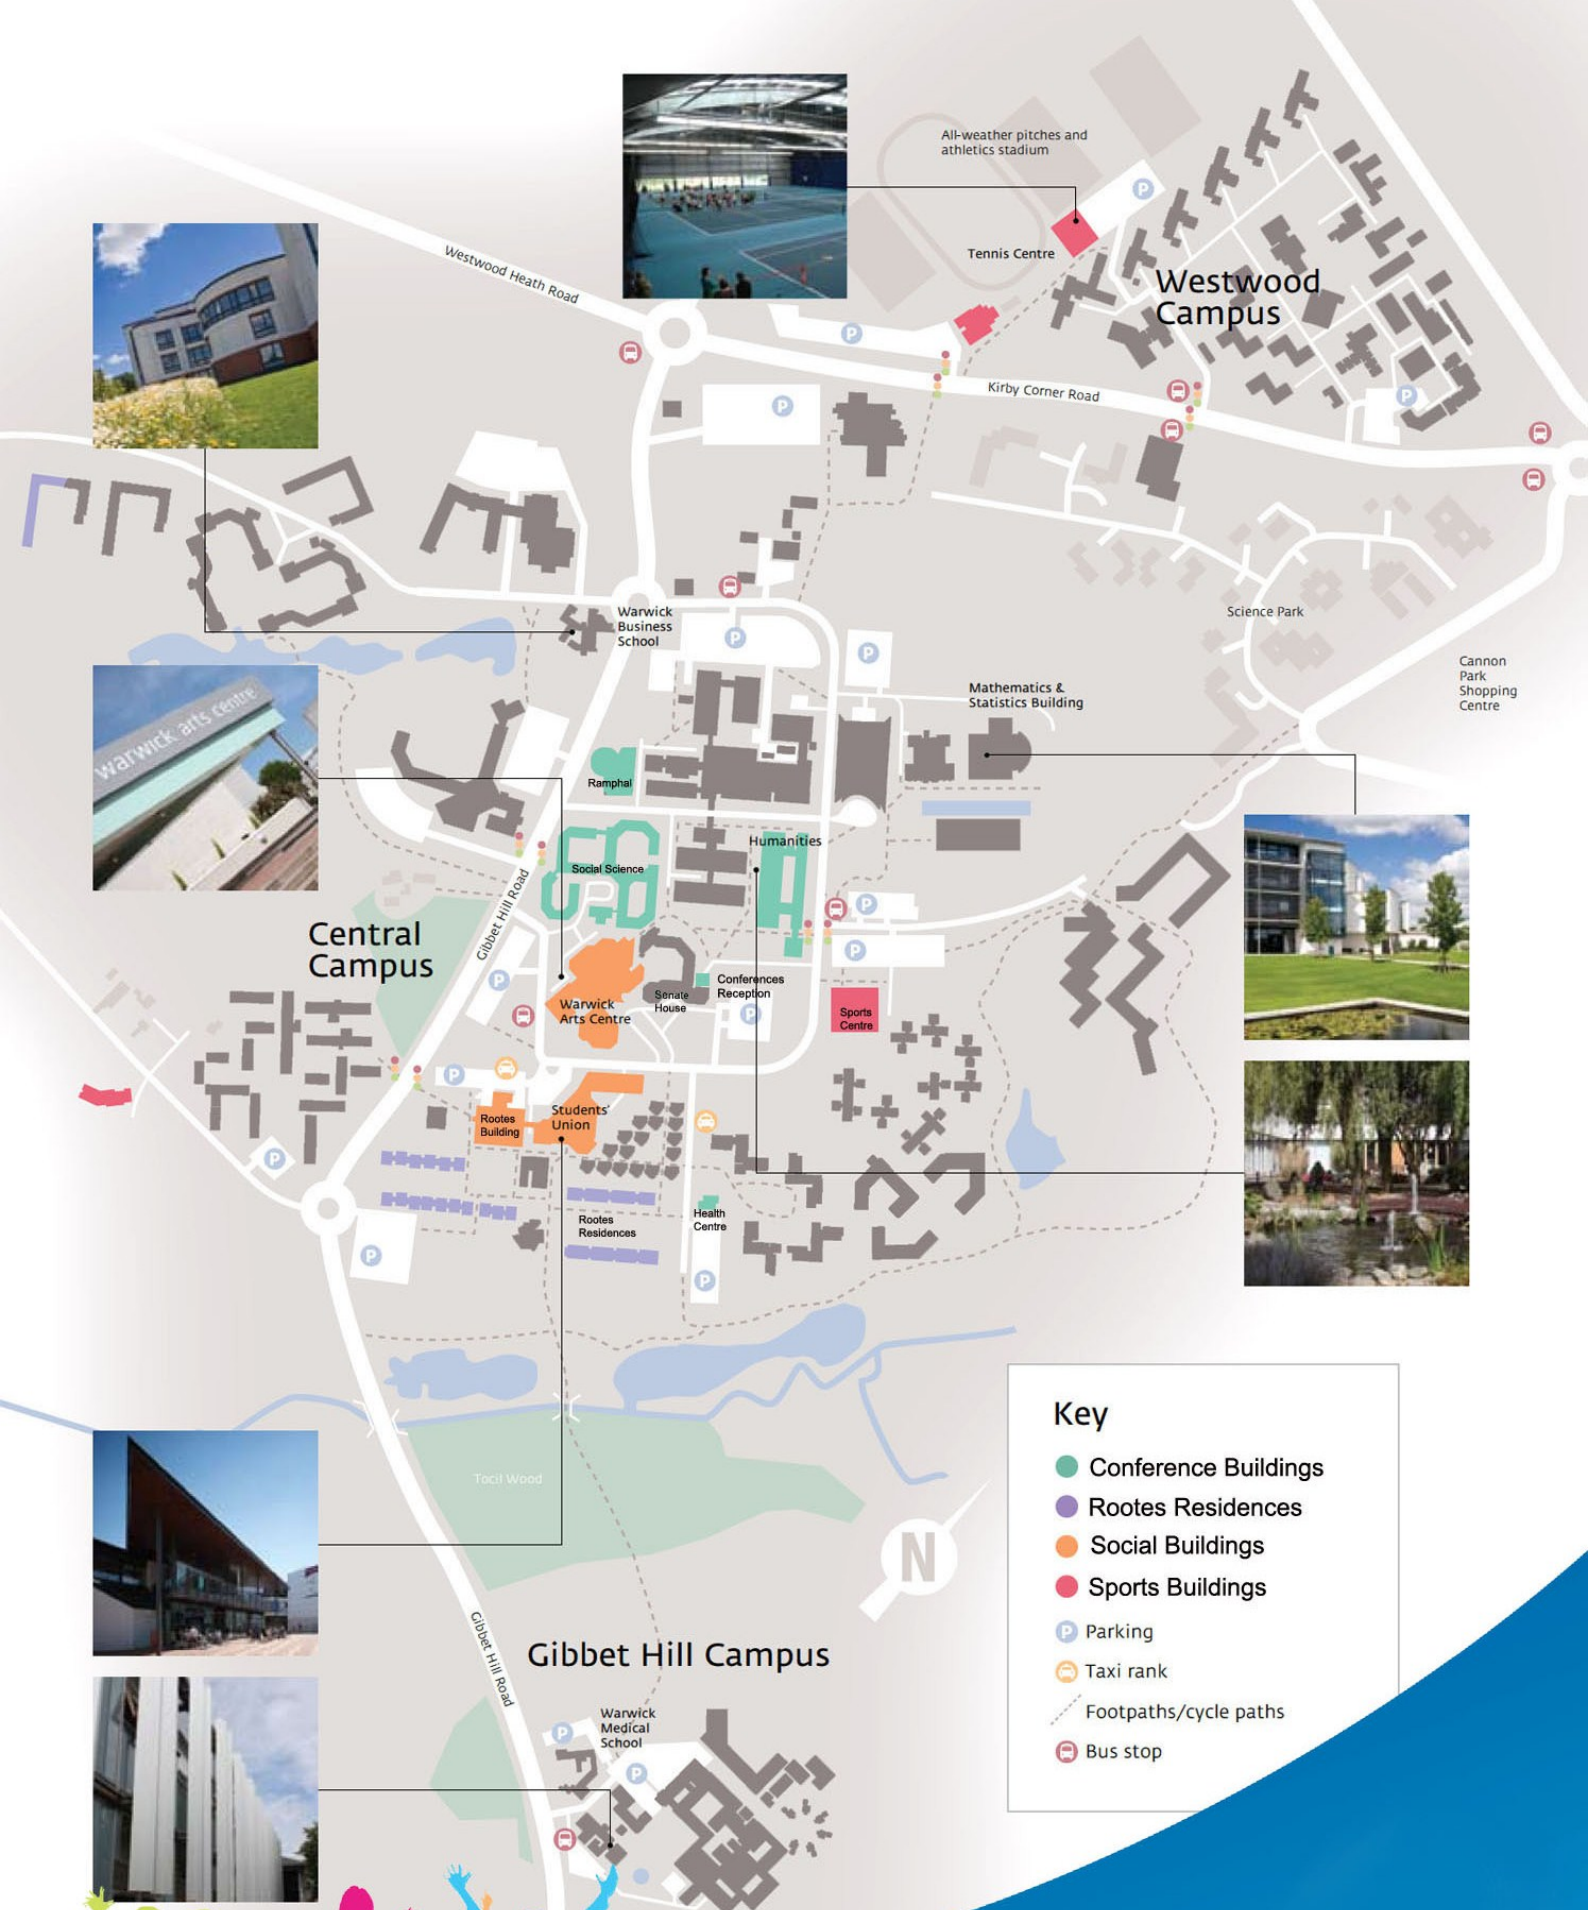 All-weather pitches and
athletics stadium
P
Westwood Heath Road
Tennis Centre
Westwood
Campus
P
Kirby Corner Road
P
P
Warwick
Business
School
P
P
Science Park
Cannon
Park
Shopping
Centre
warwick arts centre
Mathematics &
Statistics Building
Ramphal
Humanities
Social Science
Gibbet Hill Road
P
Central
Campus
P
P
Conferences
Reception
Senate
House
Warwick
Arts Centre
P
Sports
Centre
P
Rootes
Building
Students'
Union
P
Rootes
Residences
Health
Centre
P
P
Tocil Wood
N
Key
Conference Buildings
Rootes Residences
Social Buildings
Sports Buildings
P Parking
Taxi rank
Footpaths/cycle paths
Bus stop
Gibbet Hill Road
Gibbet Hill Campus
Warwick
Medical
School
P
P